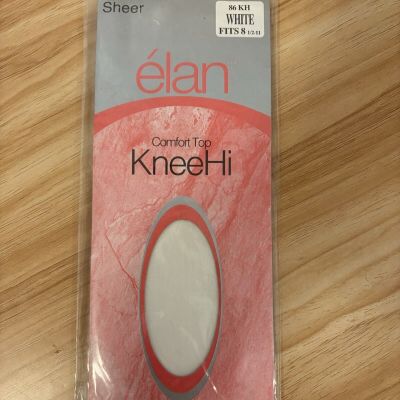 Sheer
86 KH
WHITE
FITS 8 1/2-11
élan
Comfort Top
KneeHi